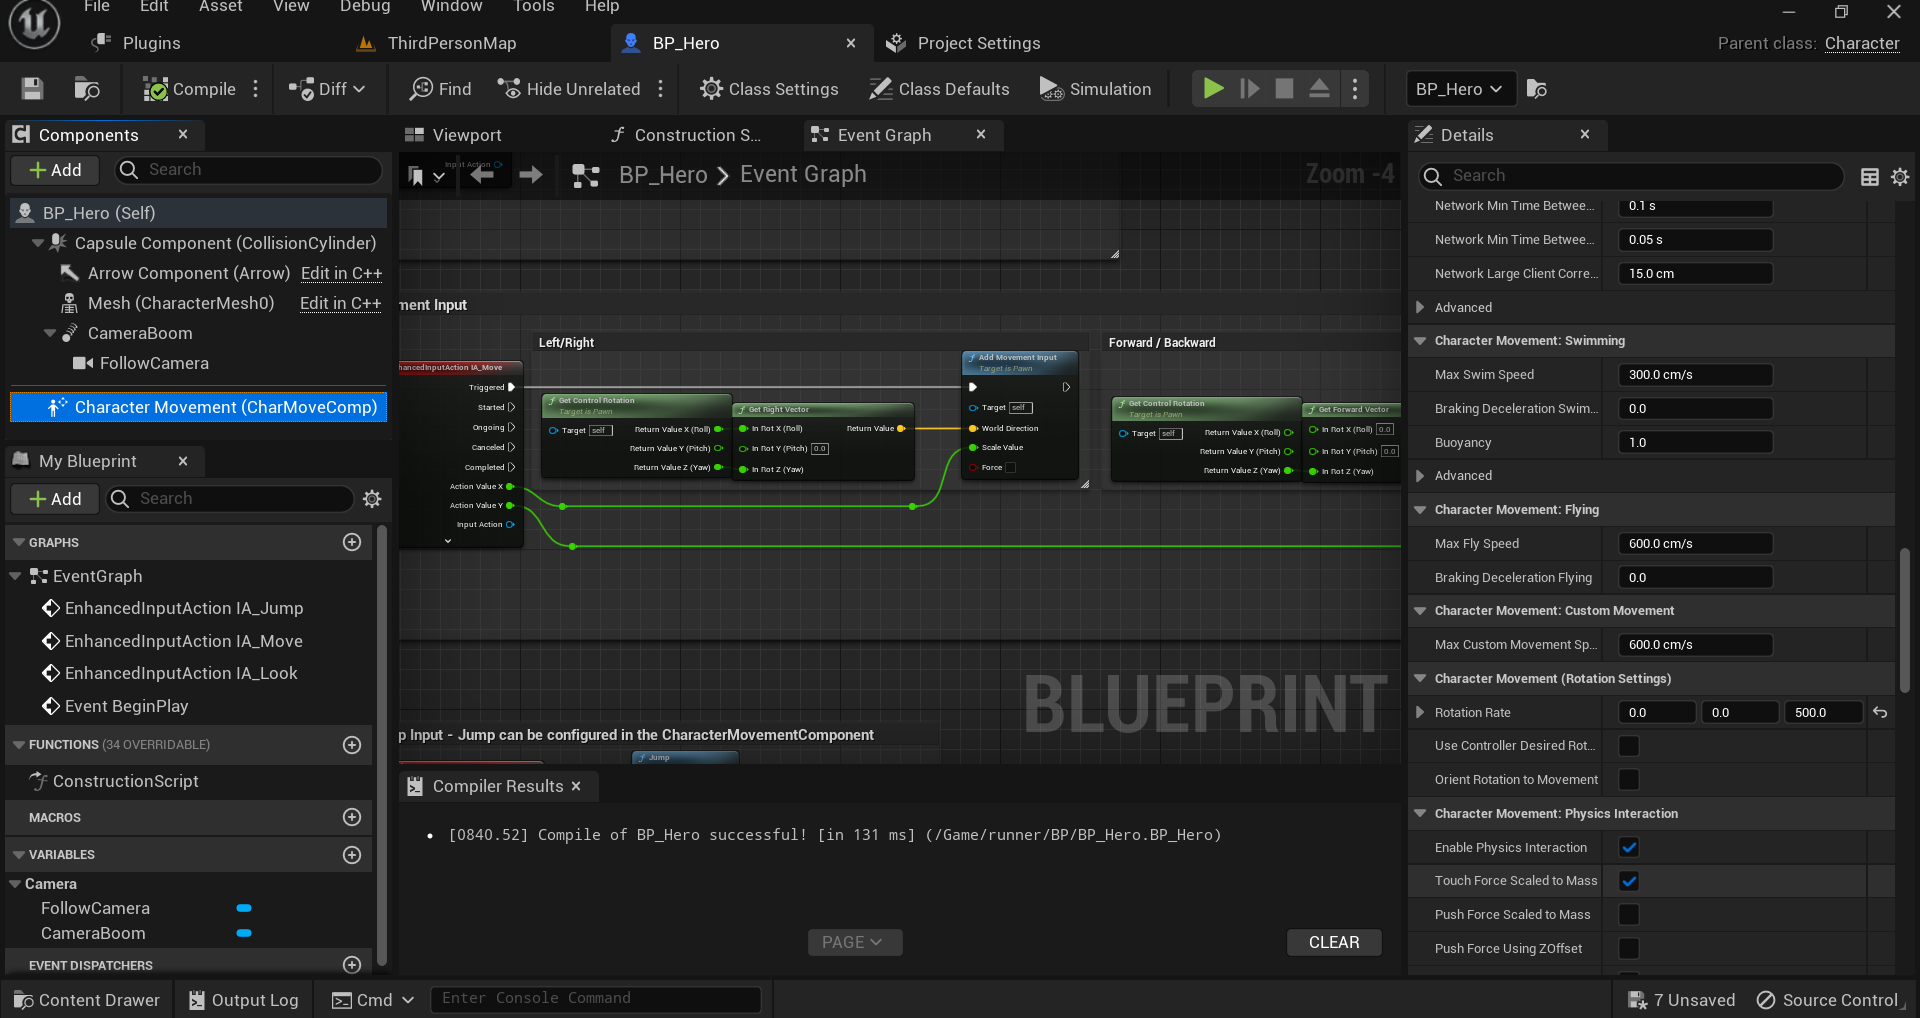 File Edit Asset View Debug Window Tools Help
Plugins
ThirdPersonMap
BP_Hero
Project Settings
Parent class: Character
Compile
Diff
Find
Hide Unrelated
Class Settings
Class Defaults
Simulation
BP_Hero
Components
Add
Search
BP_Hero (Self)
Capsule Component (CollisionCylinder)
Arrow Component (Arrow) Edit in C++
Mesh (CharacterMesh0) Edit in C++
CameraBoom
FollowCamera
Character Movement (CharMoveComp)
My Blueprint
Add
Search
GRAPHS
EventGraph
EnhancedInputAction IA_Jump
EnhancedInputAction IA_Move
EnhancedInputAction IA_Look
Event BeginPlay
FUNCTIONS (34 OVERRIDABLE)
ConstructionScript
MACROS
VARIABLES
Camera
FollowCamera
CameraBoom
EVENT DISPATCHERS
Viewport
Construction S...
Event Graph
Input Action
BP_Hero > Event Graph
Zoom -4
ment Input
hancedInputAction IA_Move
Triggered
Started
Ongoing
Canceled
Completed
Action Value X
Action Value Y
Input Action
Left/Right
Get Control Rotation
Target is Pawn
Target self
Return Value X (Roll)
Return Value Y (Pitch)
Return Value Z (Yaw)
Get Right Vector
In Rot X (Roll)
Return Value
In Rot Y (Pitch) 0.0
In Rot Z (Yaw)
Add Movement Input
Target is Pawn
Target self
World Direction
Scale Value
Force
Forward / Backward
Get Control Rotation
Target is Pawn
Target self
Return Value X (Roll)
Return Value Y (Pitch)
Return Value Z (Yaw)
Get Forward Vector
In Rot X (Roll) 0.0
In Rot Y (Pitch) 0.0
In Rot Z (Yaw)
BLUEPRINT
p Input - Jump can be configured in the CharacterMovementComponent
Jump
Compiler Results
[0840.52] Compile of BP_Hero successful! [in 131 ms] (/Game/runner/BP/BP_Hero.BP_Hero)
PAGE
CLEAR
Details
Search
Network Min Time Betwee... 0.1 s
Network Min Time Betwee... 0.05 s
Network Large Client Corre... 15.0 cm
Advanced
Character Movement: Swimming
Max Swim Speed 300.0 cm/s
Braking Deceleration Swim... 0.0
Buoyancy 1.0
Advanced
Character Movement: Flying
Max Fly Speed 600.0 cm/s
Braking Deceleration Flying 0.0
Character Movement: Custom Movement
Max Custom Movement Sp... 600.0 cm/s
Character Movement (Rotation Settings)
Rotation Rate 0.0 0.0 500.0
Use Controller Desired Rot...
Orient Rotation to Movement
Character Movement: Physics Interaction
Enable Physics Interaction
Touch Force Scaled to Mass
Push Force Scaled to Mass
Push Force Using ZOffset
Content Drawer
Output Log
Cmd
Enter Console Command
7 Unsaved
Source Control